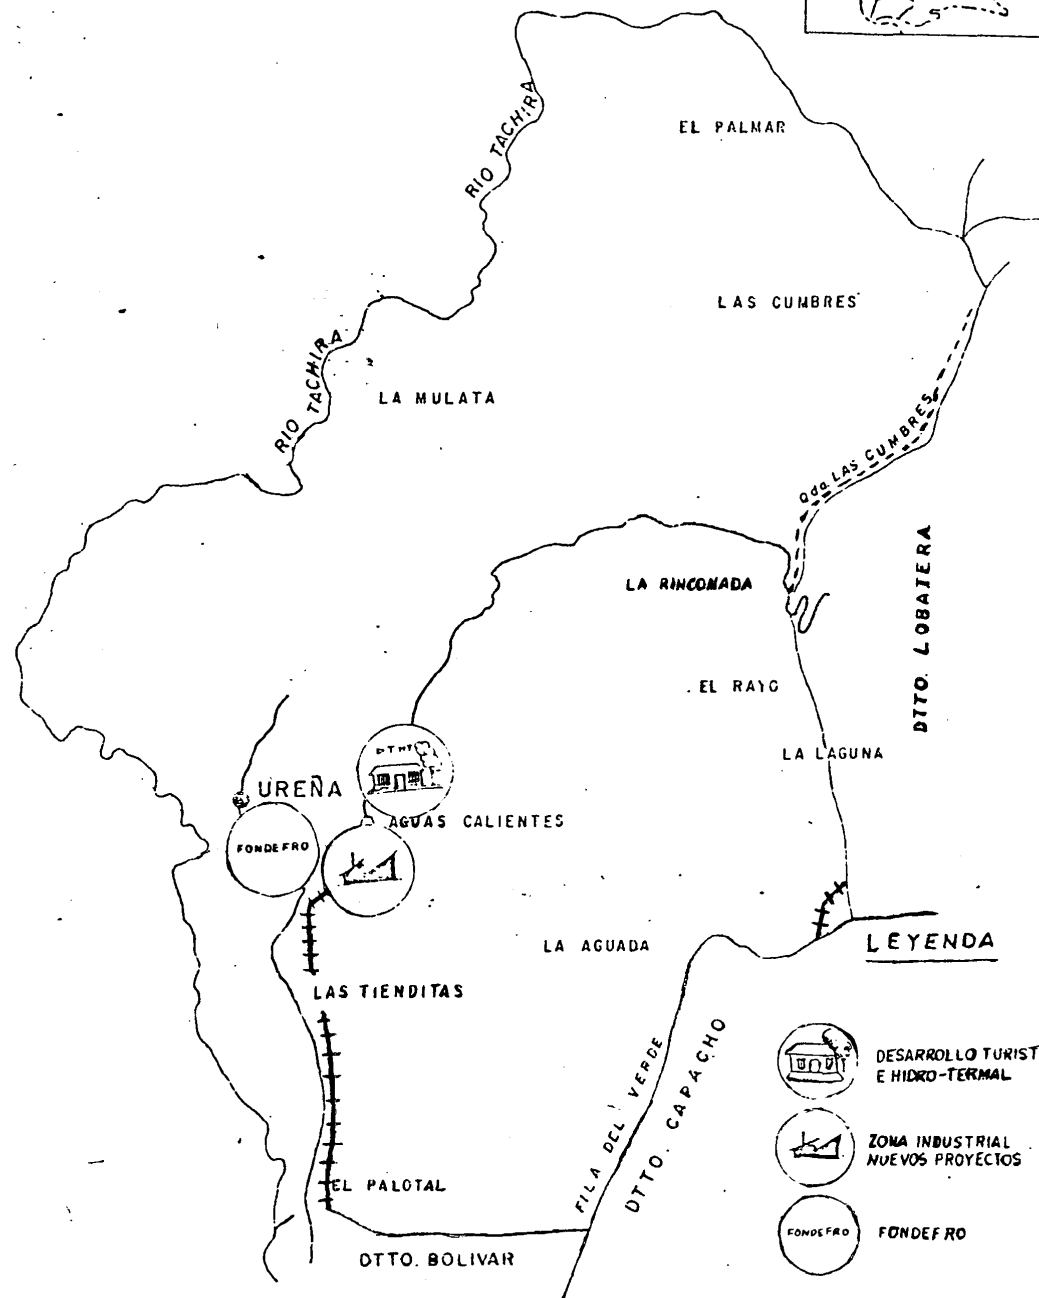 EL PALMAR
RIO TACHIRA
LAS CUMBRES
RIO TACHIRA
LA MULATA
Qda. LAS CUMBRES
LA RINCONADA
DTTO. LOBATERA
EL RAYO
LA LAGUNA
DTHT
UREÑA
AGUAS CALIENTES
FONDEFRO
LA AGUADA
LEYENDA
LAS TIENDITAS
FILA DEL VERDE
DTTO. CAPACHO
DESARROLLO TURIST
E HIDRO-TERMAL
ZONA INDUSTRIAL
NUEVOS PROYECTOS
EL PALOTAL
FONDEFRO
FONDEFRO
DTTO. BOLIVAR